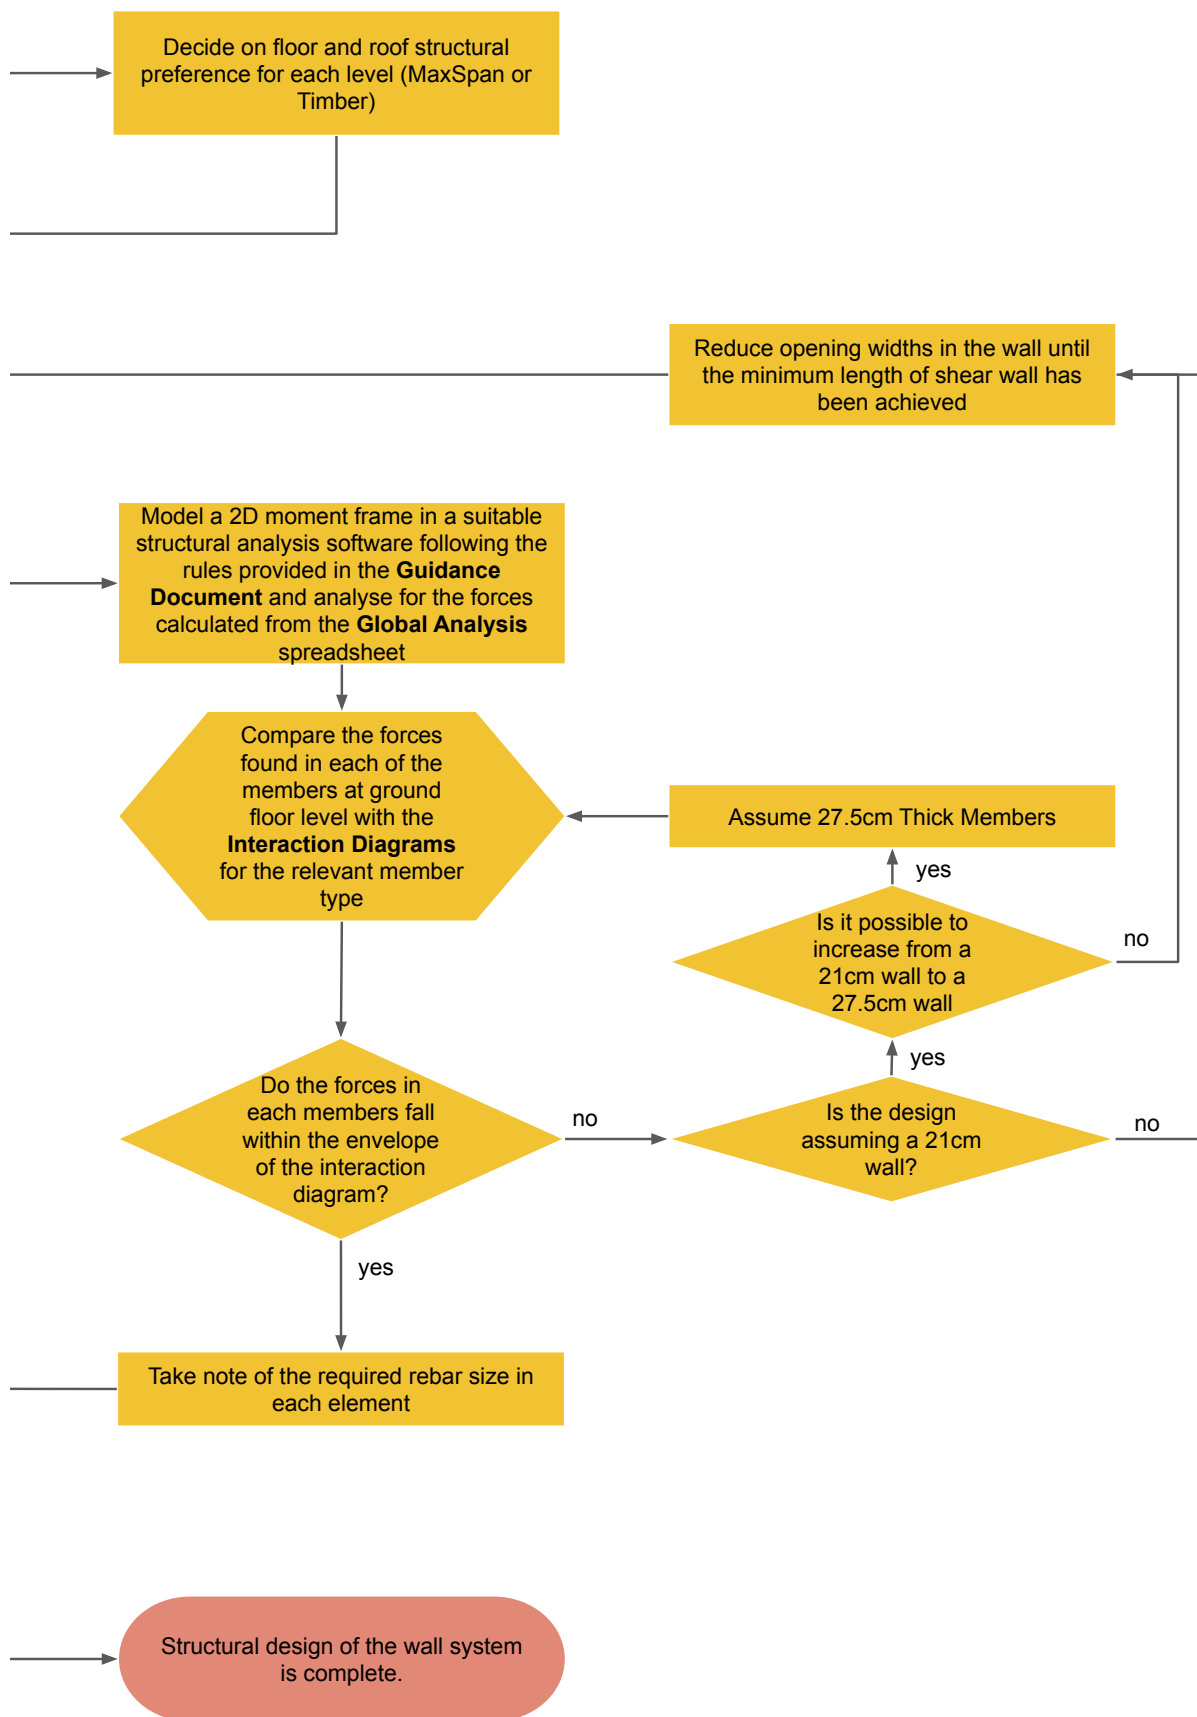 Decide on floor and roof structural
preference for each level (MaxSpan or
Timber)
Reduce opening widths in the wall until
the minimum length of shear wall has
been achieved
Model a 2D moment frame in a suitable
structural analysis software following the
rules provided in the Guidance
Document and analyse for the forces
calculated from the Global Analysis
spreadsheet
Compare the forces
found in each of the
members at ground
floor level with the
Interaction Diagrams
for the relevant member
type
Assume 27.5cm Thick Members
yes
Is it possible to
increase from a
21cm wall to a
27.5cm wall
no
yes
Do the forces in
each members fall
within the envelope
of the interaction
diagram?
no
Is the design
assuming a 21cm
wall?
no
yes
Take note of the required rebar size in
each element
Structural design of the wall system
is complete.